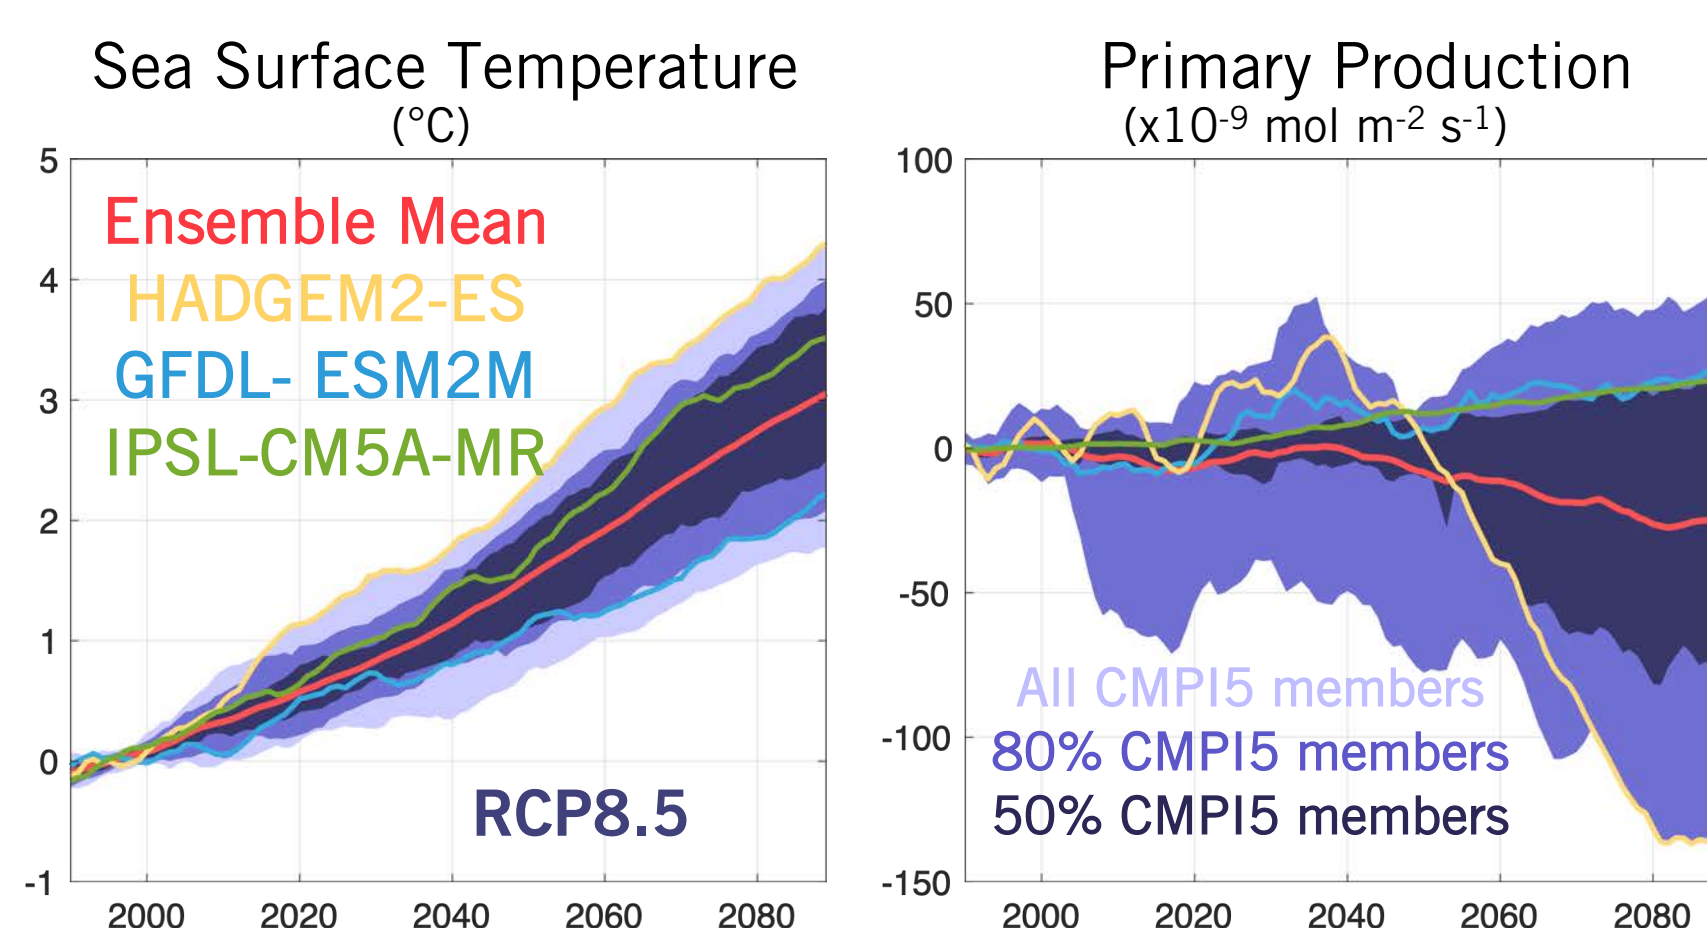 Sea Surface Temperature
(°C)
5
4
3
2
1
0
-1
Ensemble Mean
HADGEM2-ES
GFDL- ESM2M
IPSL-CM5A-MR
RCP8.5
2000 2020 2040 2060 2080
Primary Production
(x10⁻⁹ mol m⁻² s⁻¹)
100
50
0
-50
-100
-150
All CMPI5 members
80% CMPI5 members
50% CMPI5 members
2000 2020 2040 2060 2080